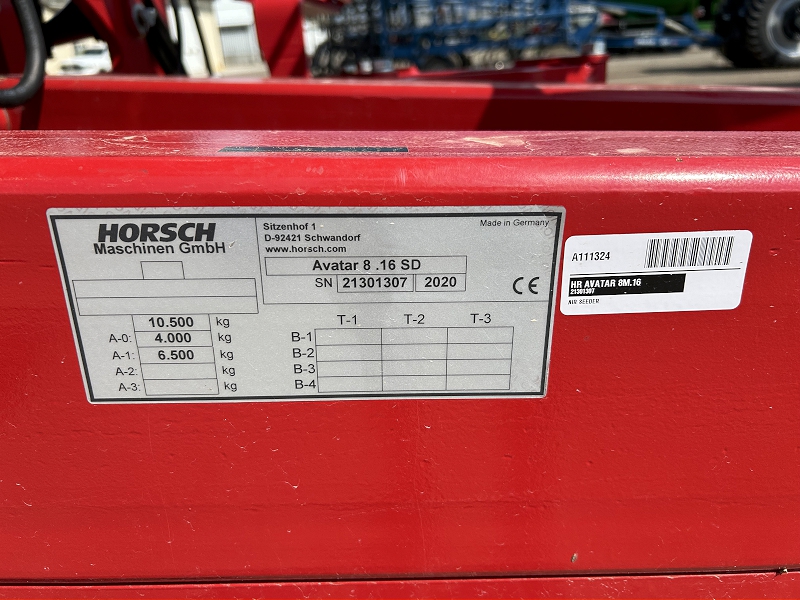 HORSCH
Maschinen GmbH
Sitzenhof 1
D-92421 Schwandorf
www.horsch.com
Made in Germany
Avatar 8 .16 SD
SN 21301307 2020
CE
10.500 kg
A-0: 4.000 kg
A-1: 6.500 kg
A-2: kg
A-3: kg
T-1 T-2 T-3
B-1
B-2
B-3
B-4
A111324
HR AVATAR 8M.16
21301307
AIR SEEDER